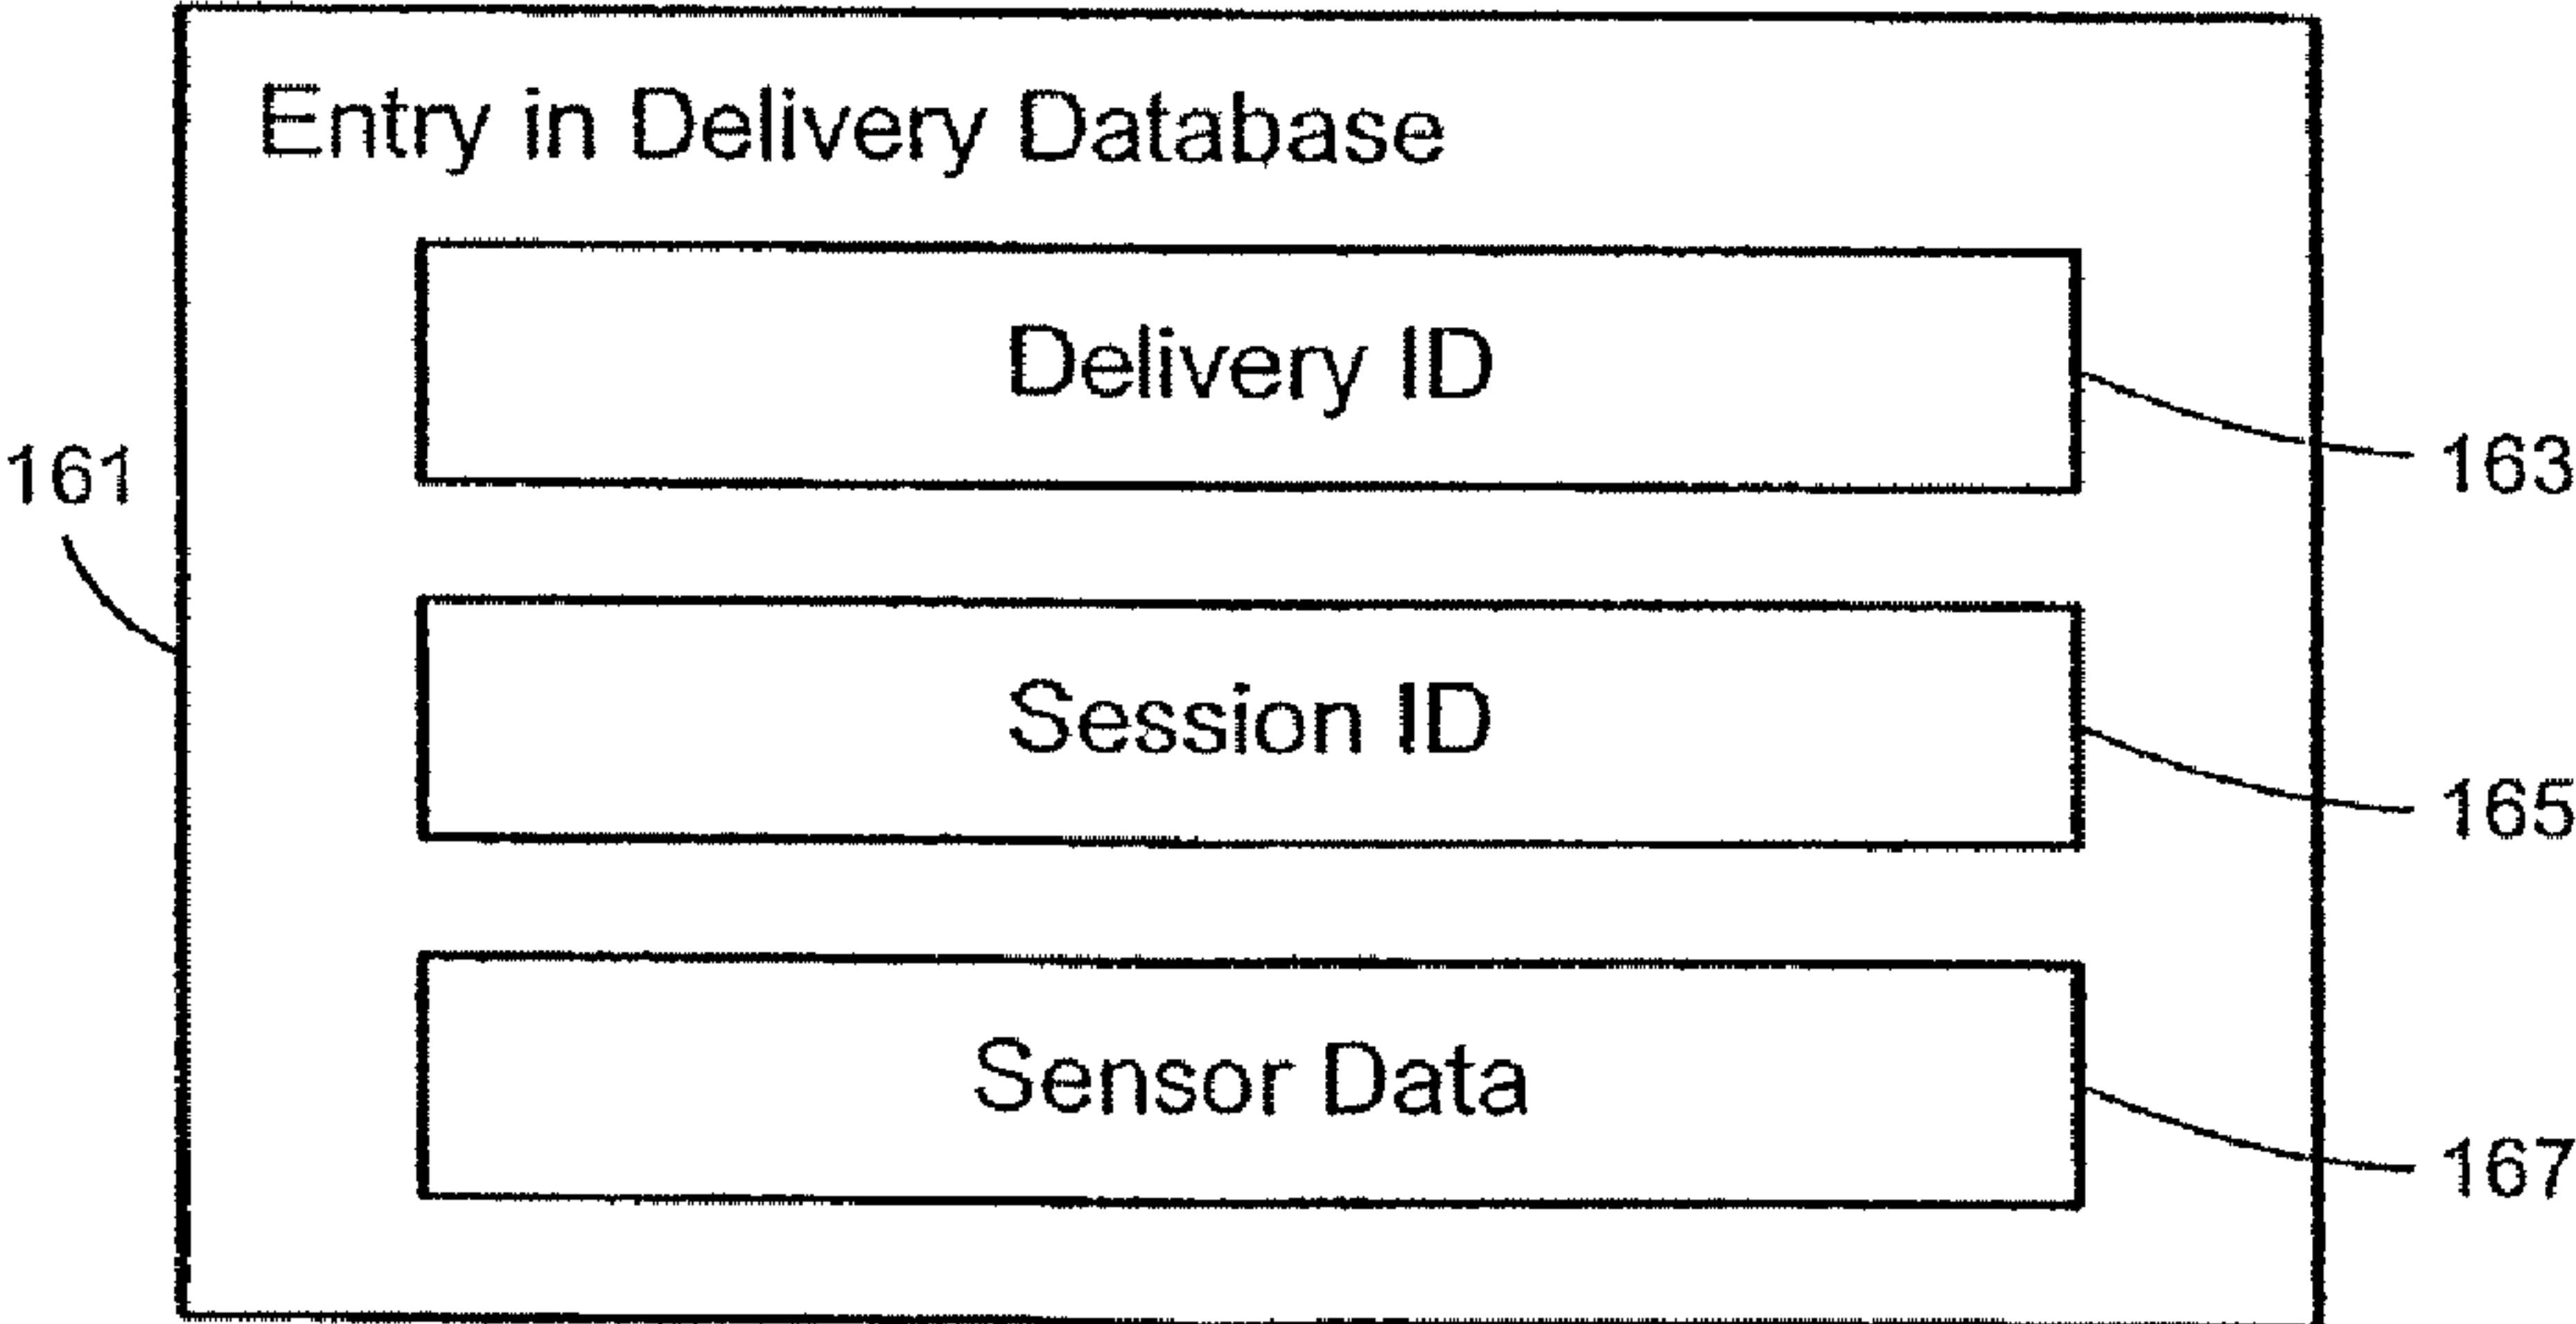 Entry in Delivery Database
Delivery ID
163
161
Session ID
165
Sensor Data
167